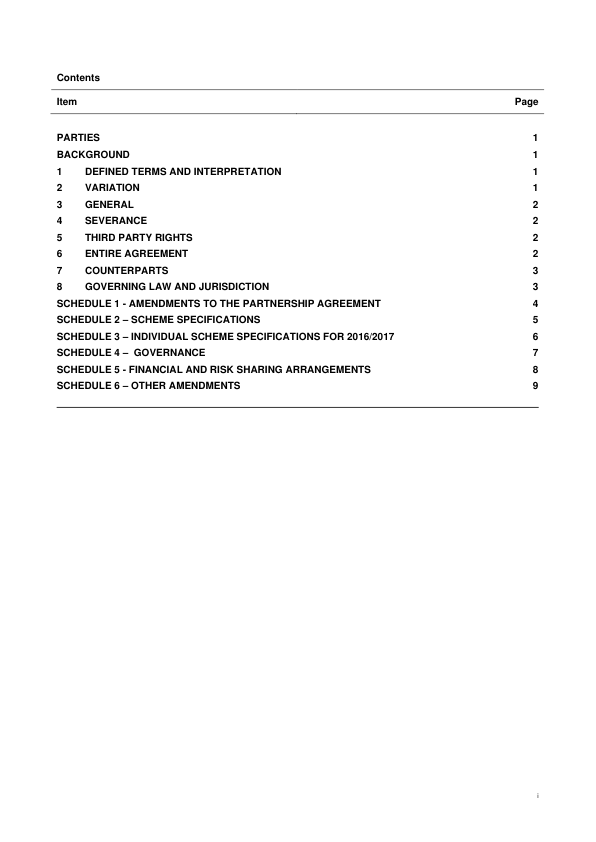 Contents
Item Page
PARTIES 1
BACKGROUND 1
1 DEFINED TERMS AND INTERPRETATION 1
2 VARIATION 1
3 GENERAL 2
4 SEVERANCE 2
5 THIRD PARTY RIGHTS 2
6 ENTIRE AGREEMENT 2
7 COUNTERPARTS 3
8 GOVERNING LAW AND JURISDICTION 3
SCHEDULE 1 - AMENDMENTS TO THE PARTNERSHIP AGREEMENT 4
SCHEDULE 2 – SCHEME SPECIFICATIONS 5
SCHEDULE 3 – INDIVIDUAL SCHEME SPECIFICATIONS FOR 2016/2017 6
SCHEDULE 4 – GOVERNANCE 7
SCHEDULE 5 - FINANCIAL AND RISK SHARING ARRANGEMENTS 8
SCHEDULE 6 – OTHER AMENDMENTS 9
i